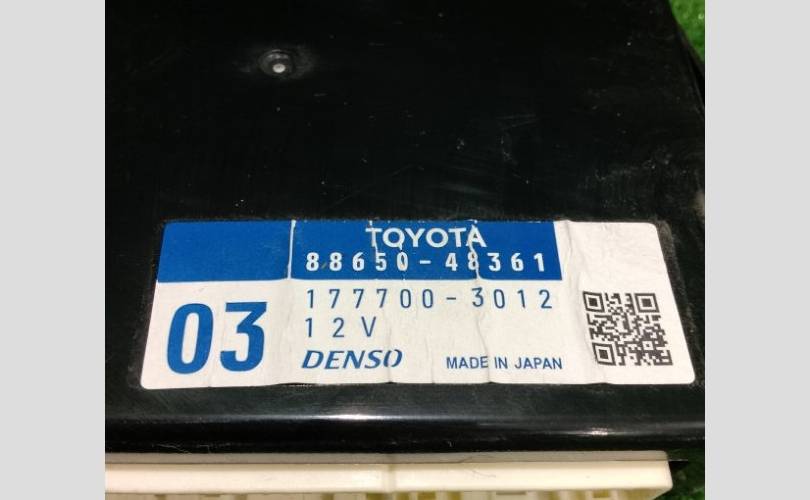 TOYOTA
88650-48361
03
177700-3012
12V
DENSO
MADE IN JAPAN